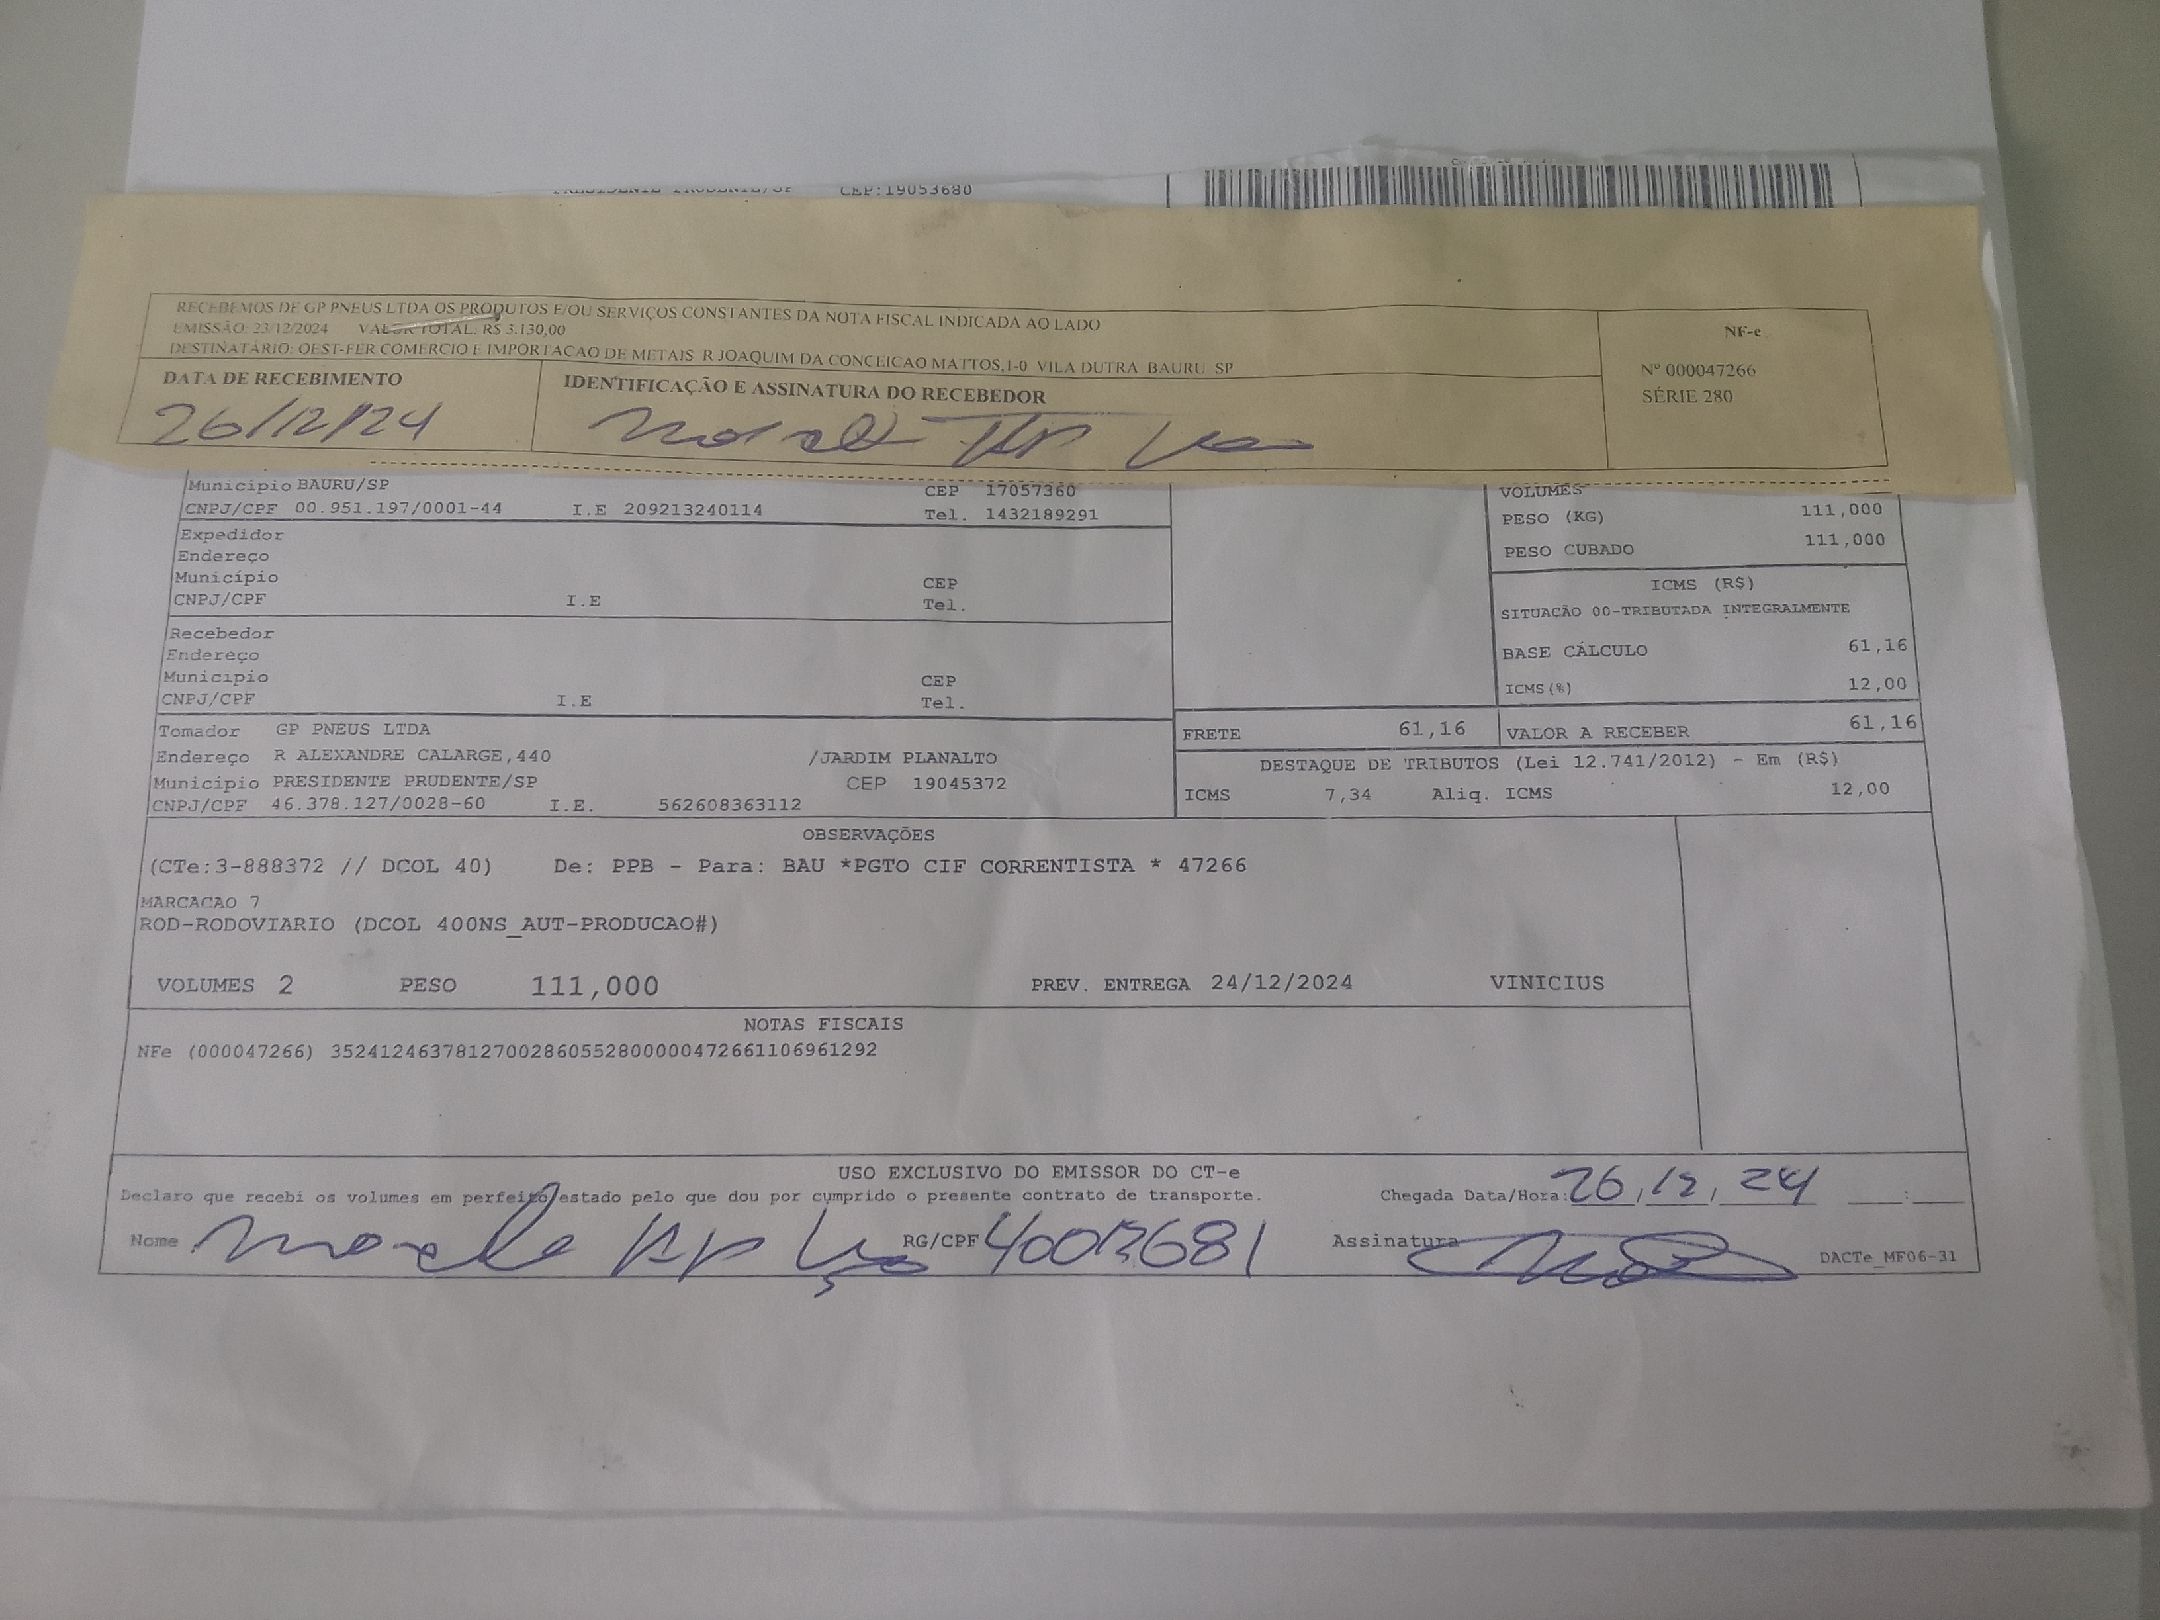 CEP:19053680
RECEBEMOS DE GP PNEUS LTDA OS PRODUTOS E/OU SERVIÇOS CONSTANTES DA NOTA FISCAL INDICADA AO LADO
EMISSÃO: 23/12/2024 VALOR TOTAL: R$ 3.130,00
DESTINATÁRIO: OEST-FER COMERCIO E IMPORTACAO DE METAIS R JOAQUIM DA CONCEICAO MATTOS,1-0 VILA DUTRA BAURU SP
NF-e
Nº 000047266
SÉRIE 280
DATA DE RECEBIMENTO
26/12/24
IDENTIFICAÇÃO E ASSINATURA DO RECEBEDOR
Município BAURU/SP CEP 17057360
CNPJ/CPF 00.951.197/0001-44 I.E 209213240114 Tel. 1432189291
Expedidor
Endereço
Município CEP
CNPJ/CPF I.E Tel.
Recebedor
Endereço
Município CEP
CNPJ/CPF I.E Tel.
Tomador GP PNEUS LTDA
Endereço R ALEXANDRE CALARGE,440 /JARDIM PLANALTO
Município PRESIDENTE PRUDENTE/SP CEP 19045372
CNPJ/CPF 46.378.127/0028-60 I.E. 562608363112
VOLUMES
PESO (KG) 111,000
PESO CUBADO 111,000
ICMS (R$)
SITUAÇÃO 00-TRIBUTADA INTEGRALMENTE
BASE CÁLCULO 61,16
ICMS(%) 12,00
FRETE 61,16 VALOR A RECEBER 61,16
DESTAQUE DE TRIBUTOS (Lei 12.741/2012) - Em (R$)
ICMS 7,34 Aliq. ICMS 12,00
OBSERVAÇÕES
(CTe:3-888372 // DCOL 40) De: PPB - Para: BAU *PGTO CIF CORRENTISTA * 47266
MARCACAO 7
ROD-RODOVIARIO (DCOL 400NS_AUT-PRODUCAO#)
VOLUMES 2 PESO 111,000 PREV. ENTREGA 24/12/2024 VINICIUS
NOTAS FISCAIS
NFe (000047266) 35241246378127002860552800000472661106961292
USO EXCLUSIVO DO EMISSOR DO CT-e
Declaro que recebi os volumes em perfeito estado pelo que dou por cumprido o presente contrato de transporte. Chegada Data/Hora: 26/12/24 :
Nome RG/CPF Assinatura DACTe_MF06-31